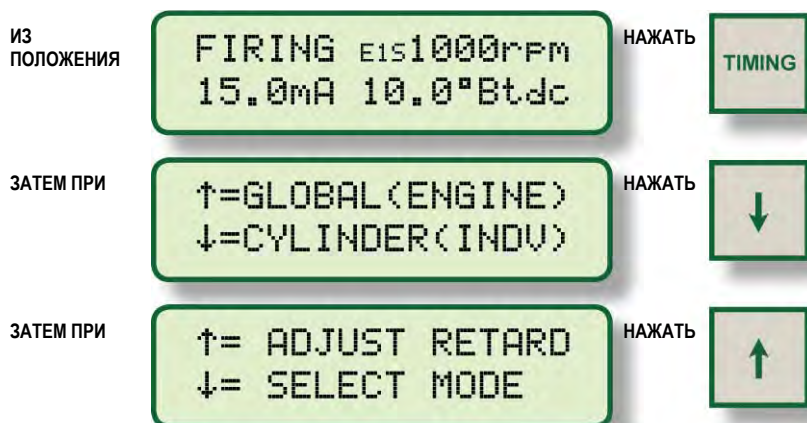 ИЗ ПОЛОЖЕНИЯ
FIRING E1S1000rpm
15.0mA 10.0°Btdc
НАЖАТЬ
TIMING
ЗАТЕМ ПРИ
↑=GLOBAL(ENGINE)
↓=CYLINDER(INDV)
НАЖАТЬ
↓
ЗАТЕМ ПРИ
↑= ADJUST RETARD
↓= SELECT MODE
НАЖАТЬ
↑